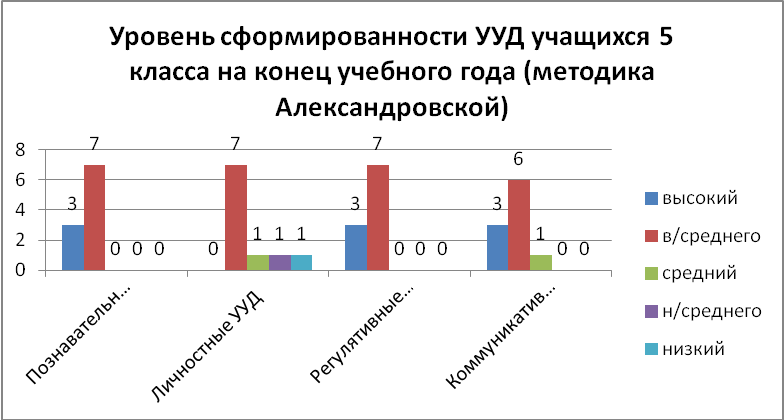 Уровень сформированности УУД учащихся 5
класса на конец учебного года (методика
Александровской)
8
6
4
2
0
3
7
0 0 0
0
7
1 1 1
3
7
0 0 0
3
6
1
0 0
Познавательн...
Личностные УУД
Регулятивные...
Коммуникатив...
высокий
в/среднего
средний
н/среднего
низкий